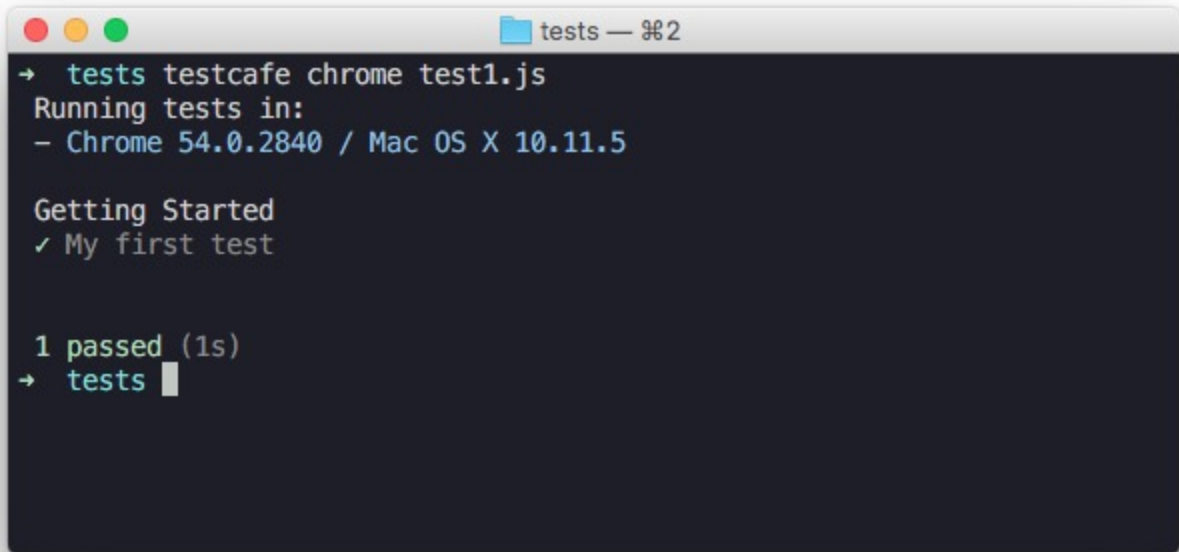 tests — ⌘2
→ tests testcafe chrome test1.js
Running tests in:
– Chrome 54.0.2840 / Mac OS X 10.11.5
Getting Started
✓ My first test
1 passed (1s)
→ tests